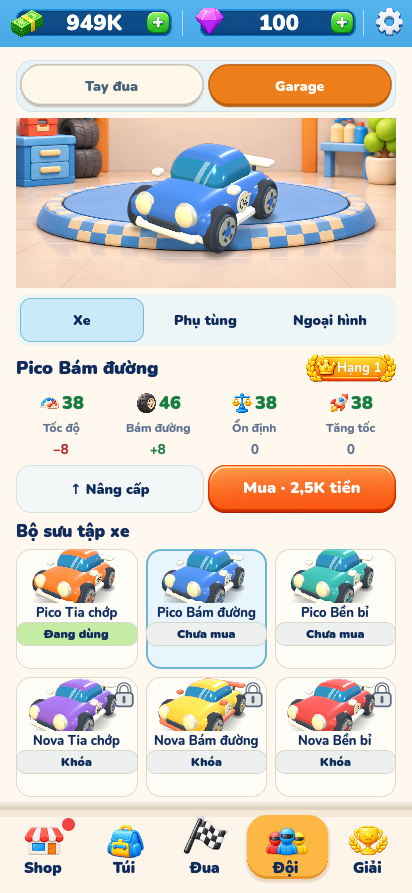 949K
100
Tay đua
Garage
04
Xe
Phụ tùng
Ngoại hình
Pico Bám đường
Hạng 1
38
46
38
38
Tốc độ
Bám đường
Ổn định
Tăng tốc
−8
+8
0
0
↑ Nâng cấp
Mua · 2,5K tiền
Bộ sưu tập xe
Pico Tia chớp
Pico Bám đường
Pico Bền bỉ
Đang dùng
Chưa mua
Chưa mua
Nova Tia chớp
Nova Bám đường
Nova Bền bỉ
Khóa
Khóa
Khóa
Shop
Túi
Đua
Đội
Giải